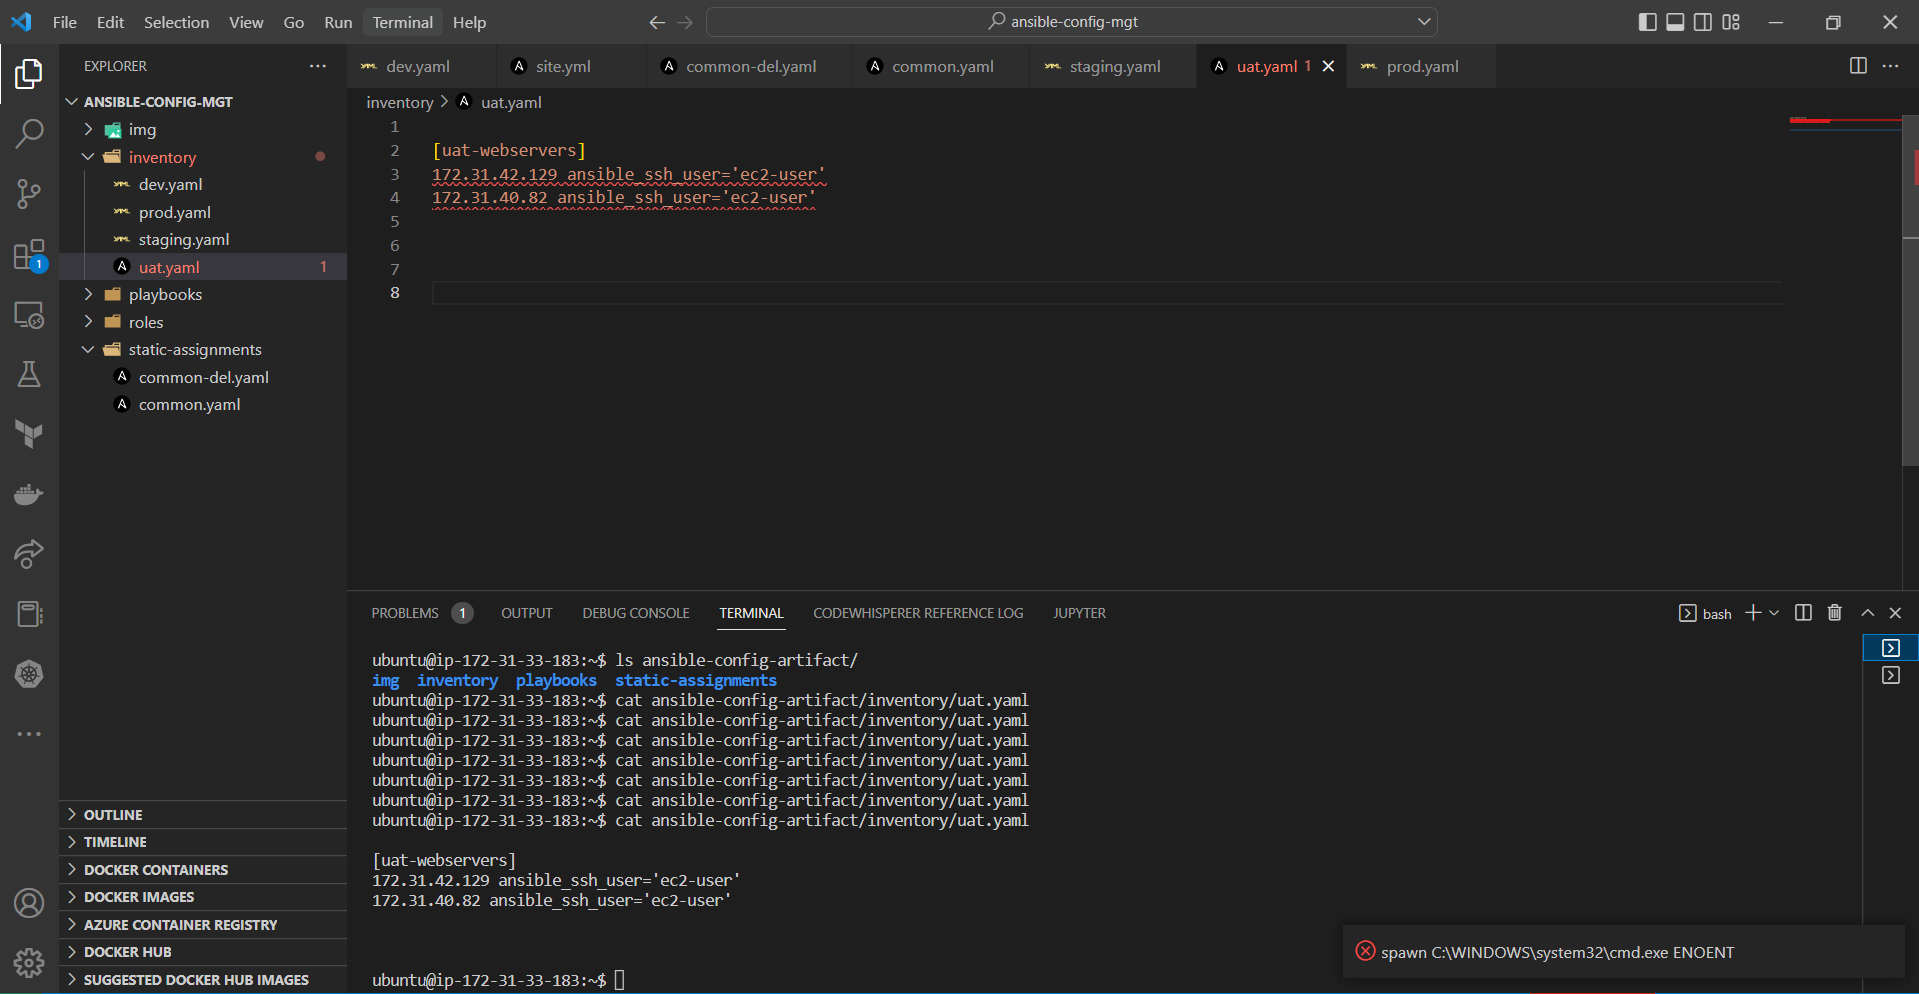 File Edit Selection View Go Run Terminal Help
ansible-config-mgt
EXPLORER
ANSIBLE-CONFIG-MGT
img
inventory
dev.yaml
prod.yaml
staging.yaml
uat.yaml 1
playbooks
roles
static-assignments
common-del.yaml
common.yaml
OUTLINE
TIMELINE
DOCKER CONTAINERS
DOCKER IMAGES
AZURE CONTAINER REGISTRY
DOCKER HUB
SUGGESTED DOCKER HUB IMAGES
1
dev.yaml site.yml common-del.yaml common.yaml staging.yaml uat.yaml 1 prod.yaml
inventory > uat.yaml
1
2 [uat-webservers]
3 172.31.42.129 ansible_ssh_user='ec2-user'
4 172.31.40.82 ansible_ssh_user='ec2-user'
5
6
7
8
PROBLEMS 1 OUTPUT DEBUG CONSOLE TERMINAL CODEWHISPERER REFERENCE LOG JUPYTER
bash
ubuntu@ip-172-31-33-183:~$ ls ansible-config-artifact/
img inventory playbooks static-assignments
ubuntu@ip-172-31-33-183:~$ cat ansible-config-artifact/inventory/uat.yaml
ubuntu@ip-172-31-33-183:~$ cat ansible-config-artifact/inventory/uat.yaml
ubuntu@ip-172-31-33-183:~$ cat ansible-config-artifact/inventory/uat.yaml
ubuntu@ip-172-31-33-183:~$ cat ansible-config-artifact/inventory/uat.yaml
ubuntu@ip-172-31-33-183:~$ cat ansible-config-artifact/inventory/uat.yaml
ubuntu@ip-172-31-33-183:~$ cat ansible-config-artifact/inventory/uat.yaml
ubuntu@ip-172-31-33-183:~$ cat ansible-config-artifact/inventory/uat.yaml
[uat-webservers]
172.31.42.129 ansible_ssh_user='ec2-user'
172.31.40.82 ansible_ssh_user='ec2-user'
ubuntu@ip-172-31-33-183:~$
spawn C:\WINDOWS\system32\cmd.exe ENOENT